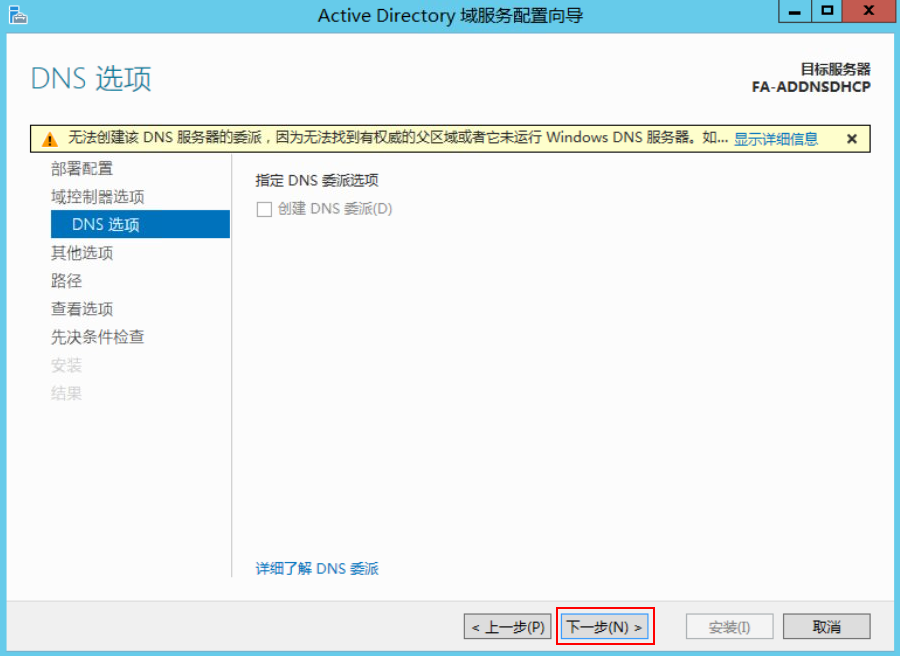 Active Directory 域服务配置向导
DNS 选项
目标服务器
FA-ADDNSDHCP
无法创建该 DNS 服务器的委派，因为无法找到有权威的父区域或者它未运行 Windows DNS 服务器。如... 显示详细信息
部署配置
域控制器选项
DNS 选项
其他选项
路径
查看选项
先决条件检查
安装
结果
指定 DNS 委派选项
创建 DNS 委派(D)
详细了解 DNS 委派
< 上一步(P)
下一步(N) >
安装(I)
取消